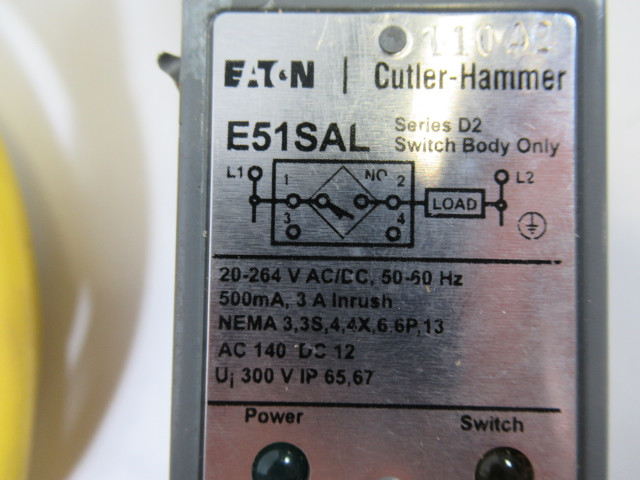 EATON | Cutler-Hammer
E51SAL Series D2
Switch Body Only
L1 1 NO 2 LOAD L2
3 4
20-264 V AC/DC, 50-60 Hz
500mA, 3 A Inrush
NEMA 3,3S,4,4X,6,6P,13
AC 140 DC 12
Ui 300 V IP 65,67
Power Switch